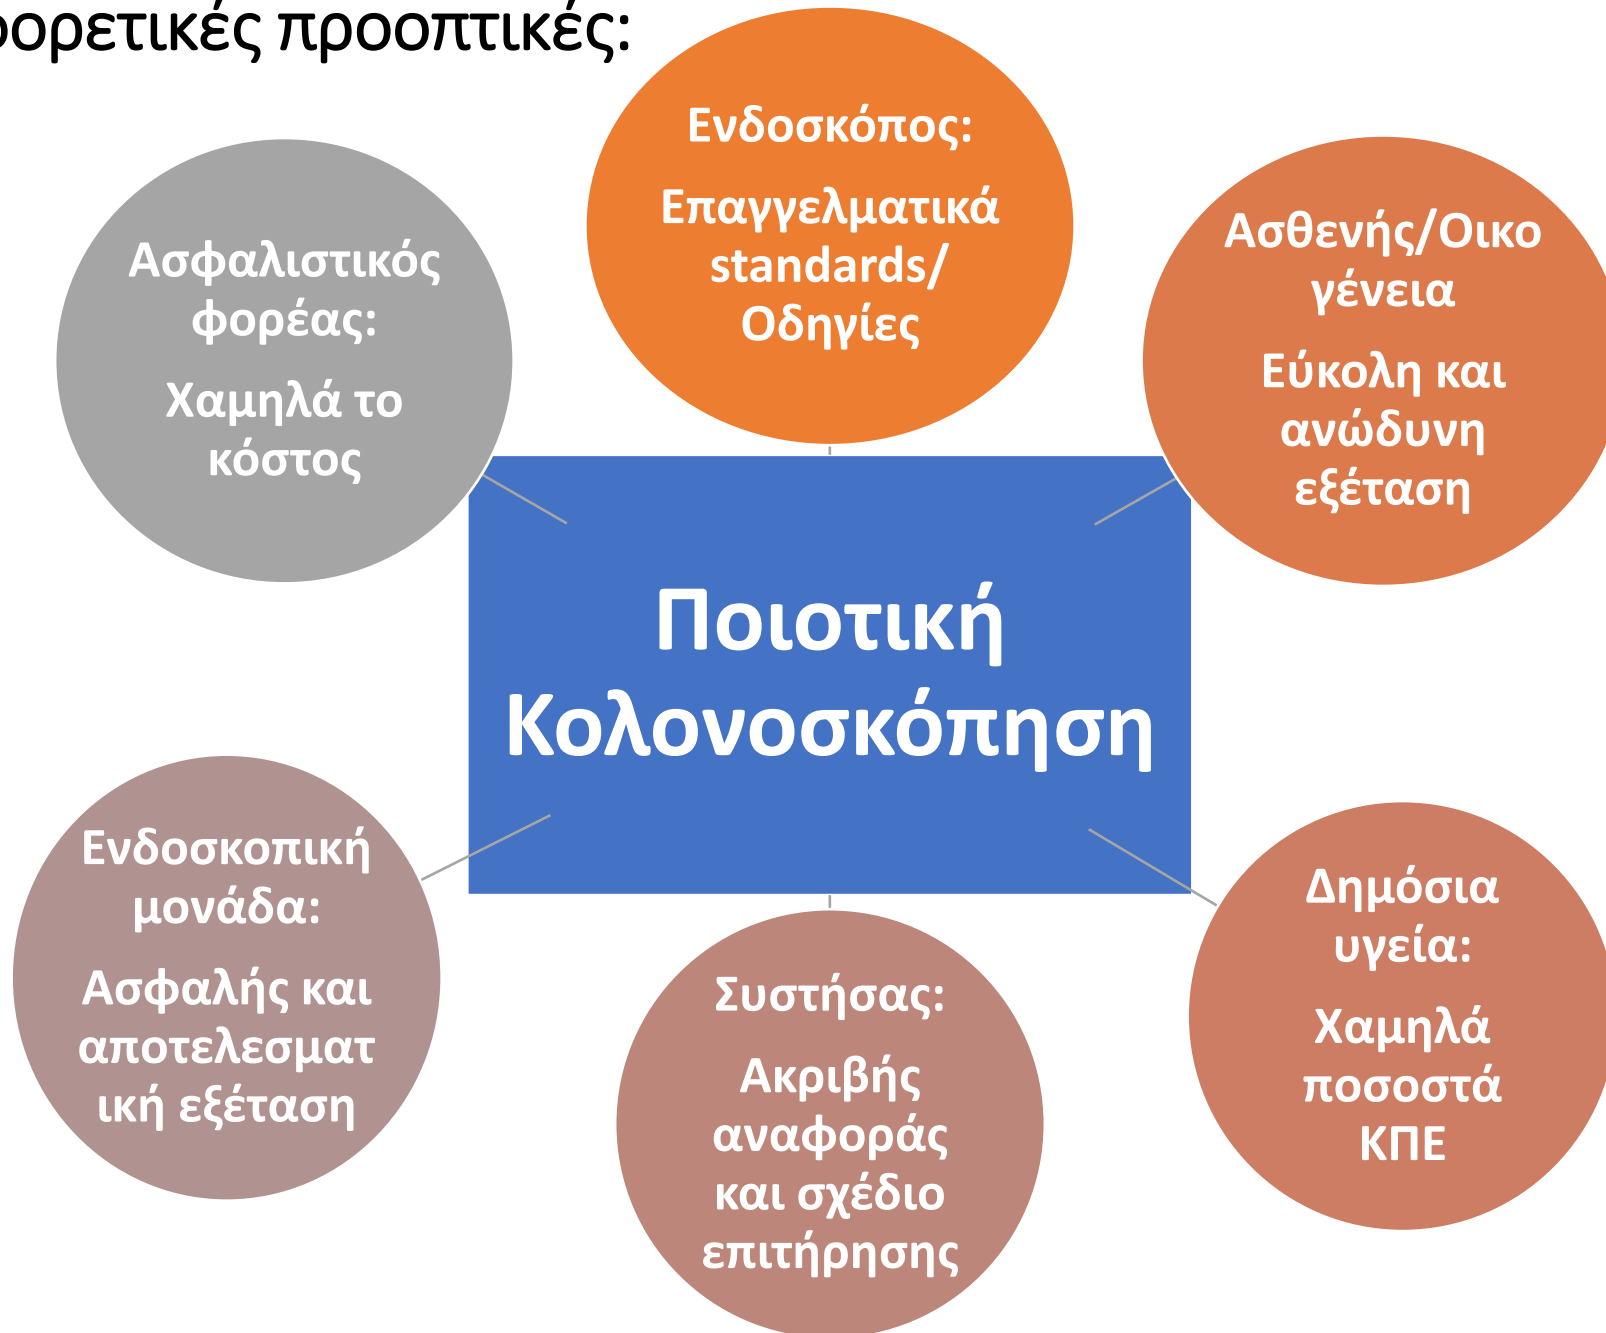 φορετικές προοπτικές:
Ενδοσκόπος:
Επαγγελματικά
standards/
Οδηγίες
Ασθενής/Οικο
γένεια
Εύκολη και
ανώδυνη
εξέταση
Δημόσια
υγεία:
Χαμηλά
ποσοστά
ΚΠΕ
Συστήσας:
Ακριβής
αναφοράς
και σχέδιο
επιτήρησης
Ενδοσκοπική
μονάδα:
Ασφαλής και
αποτελεσματ
ική εξέταση
Ασφαλιστικός
φορέας:
Χαμηλά το
κόστος
Ποιοτική
Κολονοσκόπηση